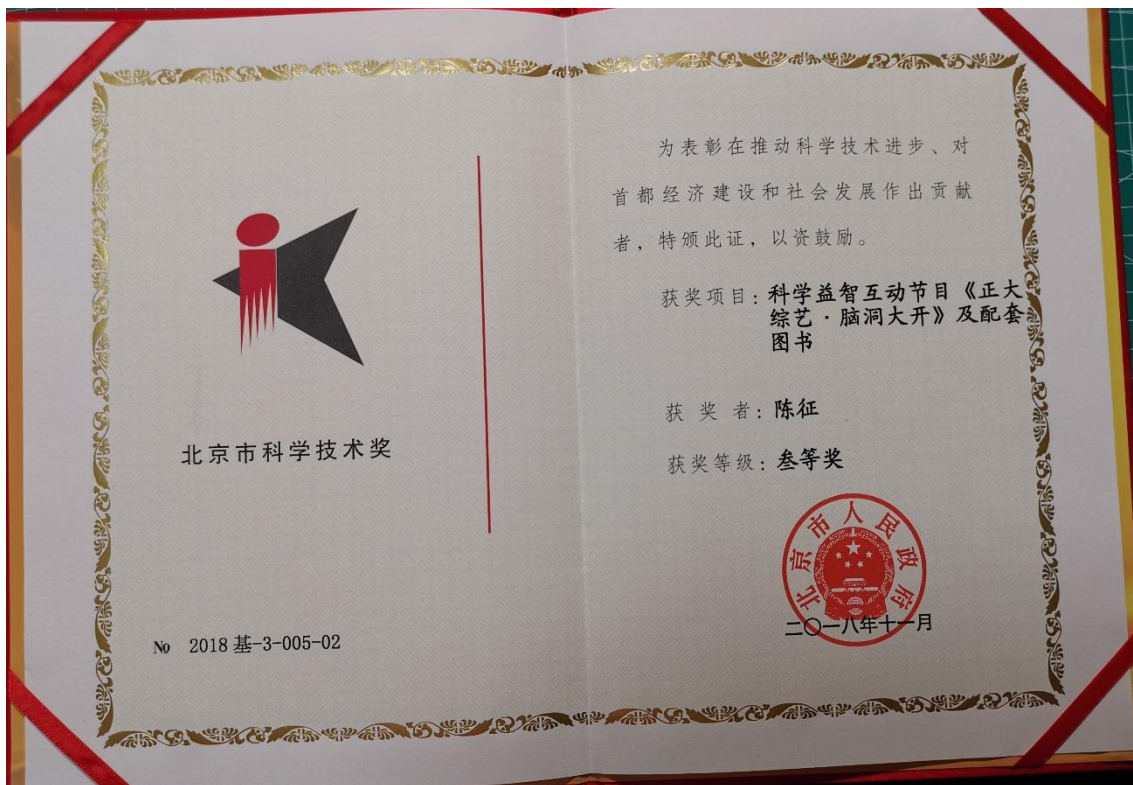 北京市科学技术奖
№ 2018基-3-005-02
为表彰在推动科学技术进步、对
首都经济建设和社会发展作出贡献
者，特颁此证，以资鼓励。
获奖项目：科学益智互动节目《正大
综艺·脑洞大开》及配套
图书
获奖者：陈征
获奖等级：叁等奖
北京市人民政府
二〇一八年十一月